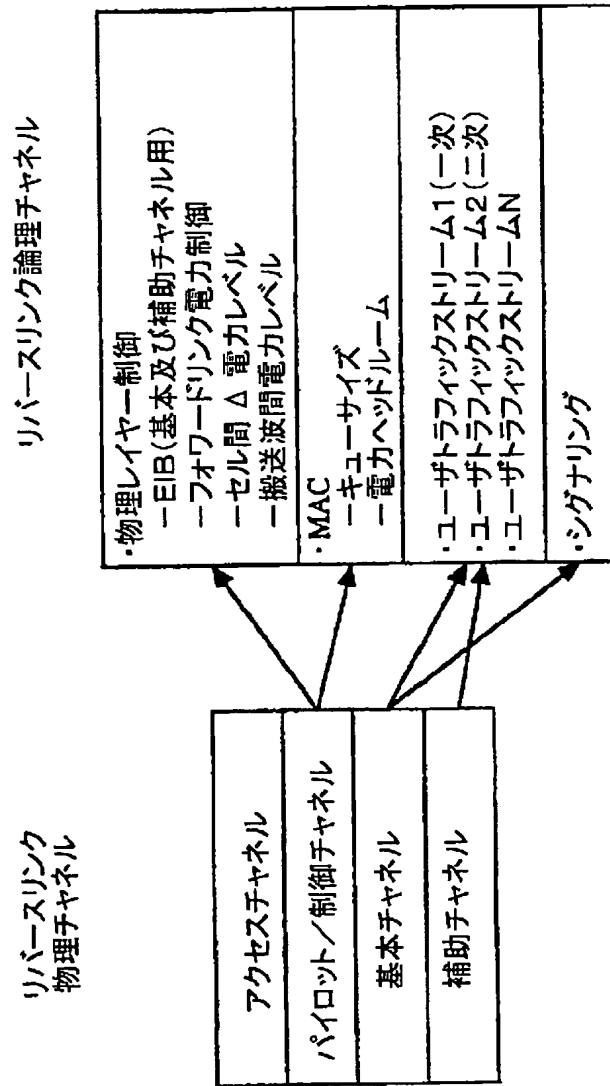 リバースリンク
物理チャネル
アクセスチャネル
パイロット／制御チャネル
基本チャネル
補助チャネル
リバースリンク論理チャネル
・物理レイヤー制御
－EIB(基本及び補助チャネル用)
－フォワードリンク電力制御
－セル間 Δ 電力レベル
－搬送波間電力レベル
・MAC
－キューサイズ
－電力ヘッドルーム
・ユーザトラフィックストリーム1(一次)
・ユーザトラフィックストリーム2(二次)
・ユーザトラフィックストリームN
・シグナリング